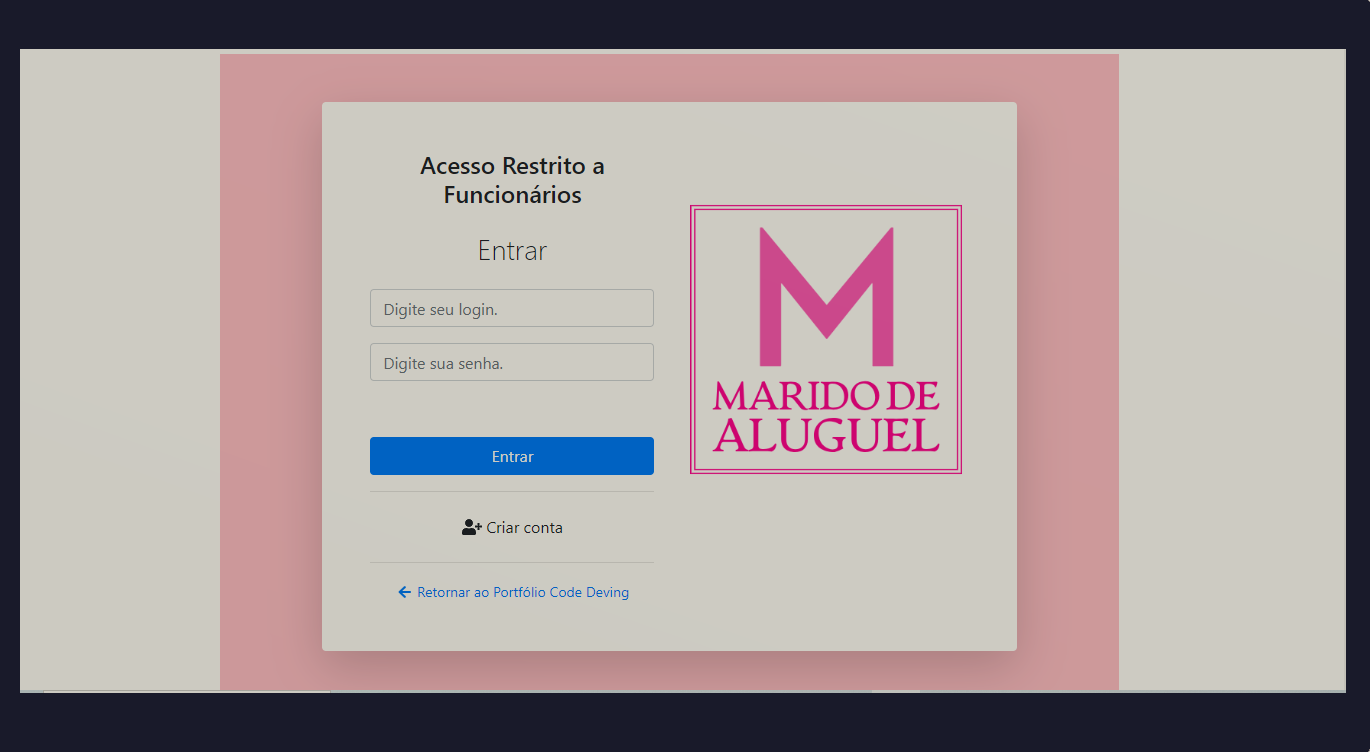 Acesso Restrito a
Funcionários
Entrar
Digite seu login.
Digite sua senha.
Entrar
Criar conta
Retornar ao Portfólio Code Deving
M
MARIDO DE
ALUGUEL